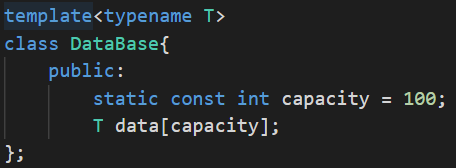 template<typename T>
class DataBase{
    public:
        static const int capacity = 100;
        T data[capacity];
};